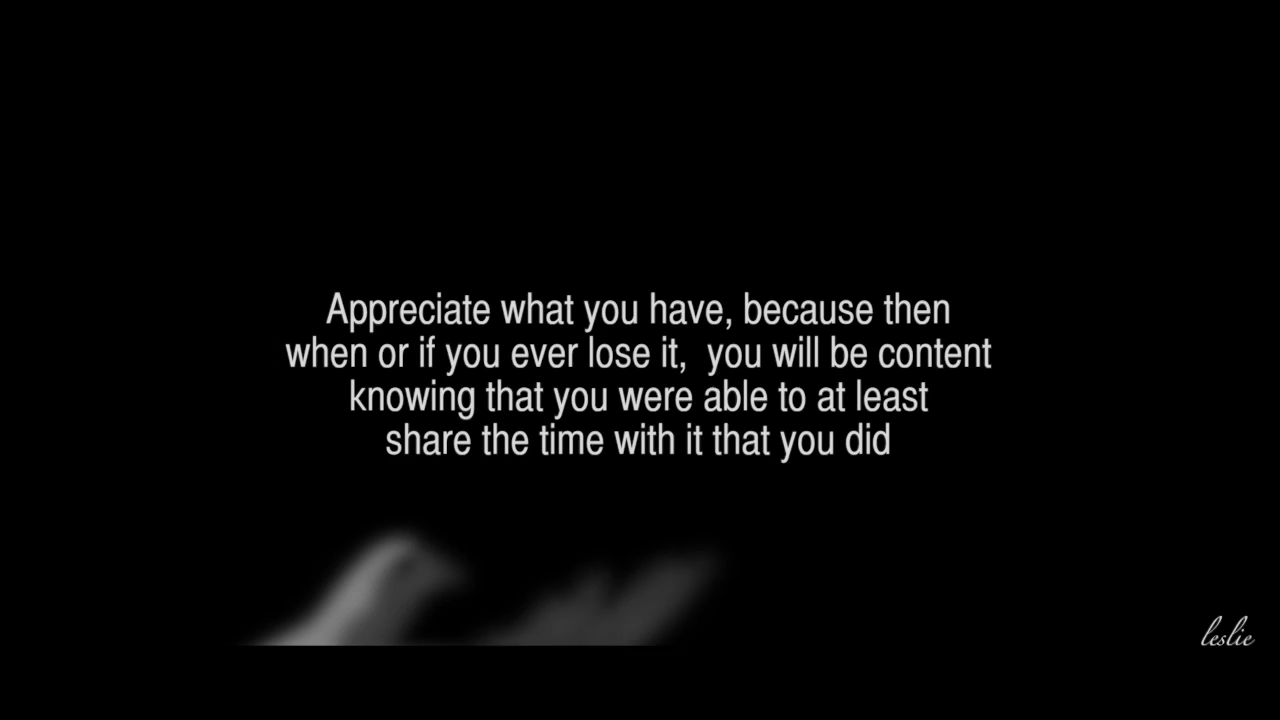 Appreciate what you have, because then
when or if you ever lose it,  you will be content
knowing that you were able to at least
share the time with it that you did
leslie